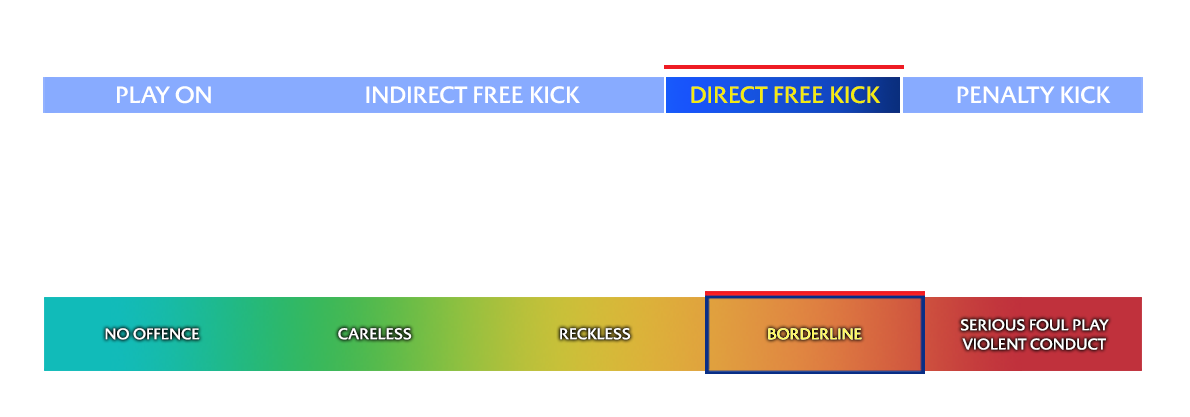 PLAY ON INDIRECT FREE KICK DIRECT FREE KICK PENALTY KICK
NO OFFENCE CARELESS RECKLESS BORDERLINE SERIOUS FOUL PLAY
VIOLENT CONDUCT